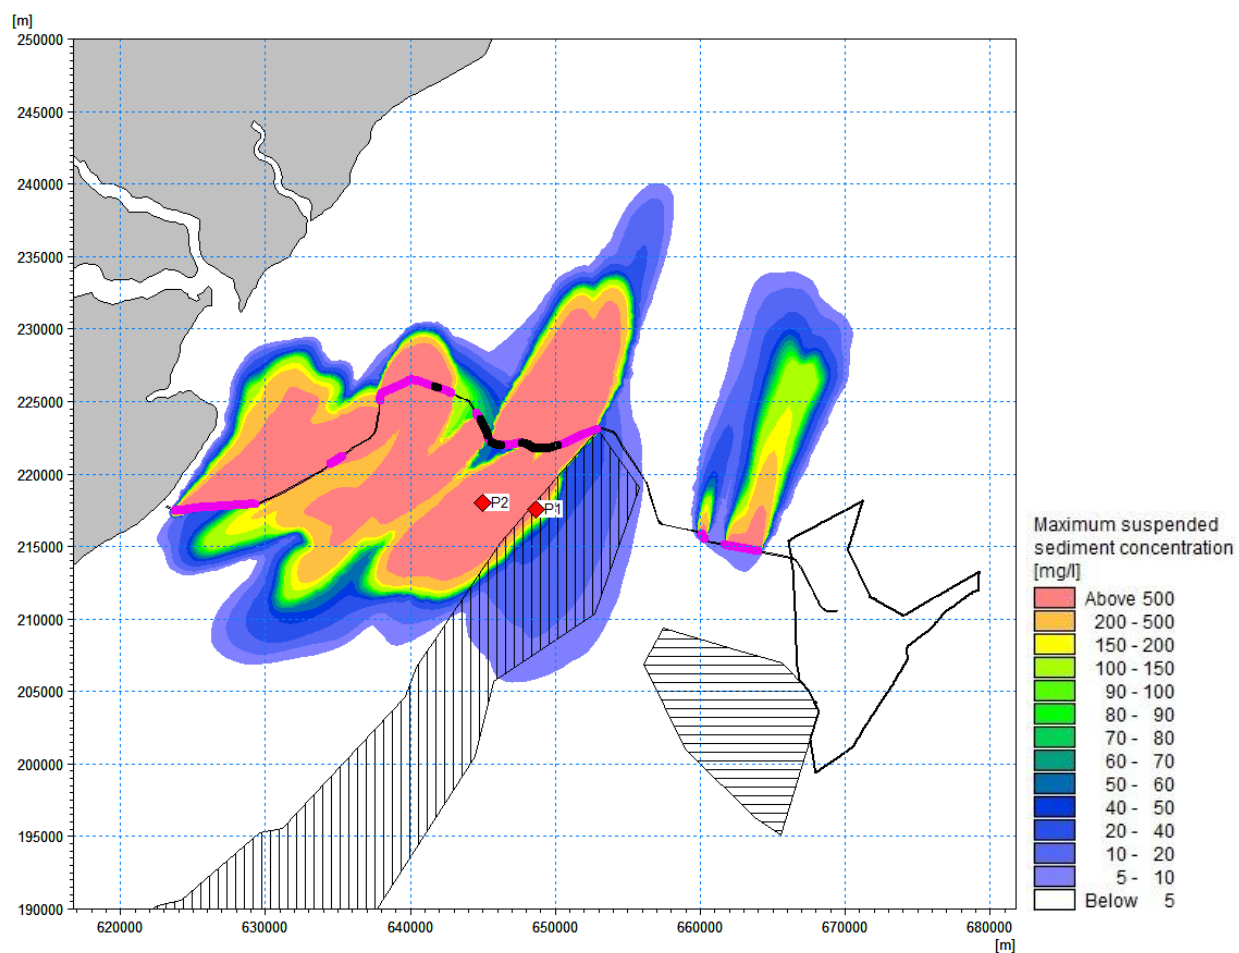 [m]
250000
245000
240000
235000
230000
225000
220000
215000
210000
205000
200000
195000
190000
620000 630000 640000 650000 660000 670000 680000
[m]
P2
P1
Maximum suspended
sediment concentration
[mg/l]
Above 500
200 - 500
150 - 200
100 - 150
90 - 100
80 - 90
70 - 80
60 - 70
50 - 60
40 - 50
20 - 40
10 - 20
5 - 10
Below 5